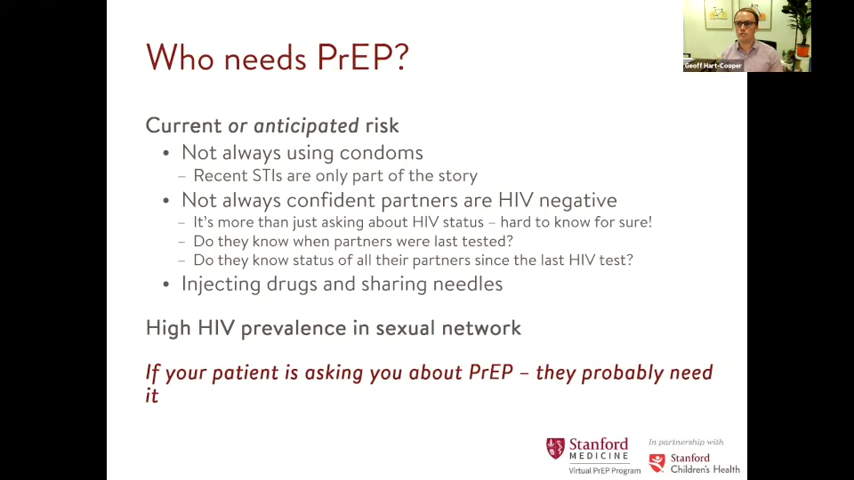 Who needs PrEP?
Geoff Hart-Cooper
Current or anticipated risk
• Not always using condoms
– Recent STIs are only part of the story
• Not always confident partners are HIV negative
– It's more than just asking about HIV status – hard to know for sure!
– Do they know when partners were last tested?
– Do they know status of all their partners since the last HIV test?
• Injecting drugs and sharing needles
High HIV prevalence in sexual network
If your patient is asking you about PrEP – they probably need
it
Stanford
MEDICINE
Virtual PrEP Program
In partnership with
Stanford
Children's Health